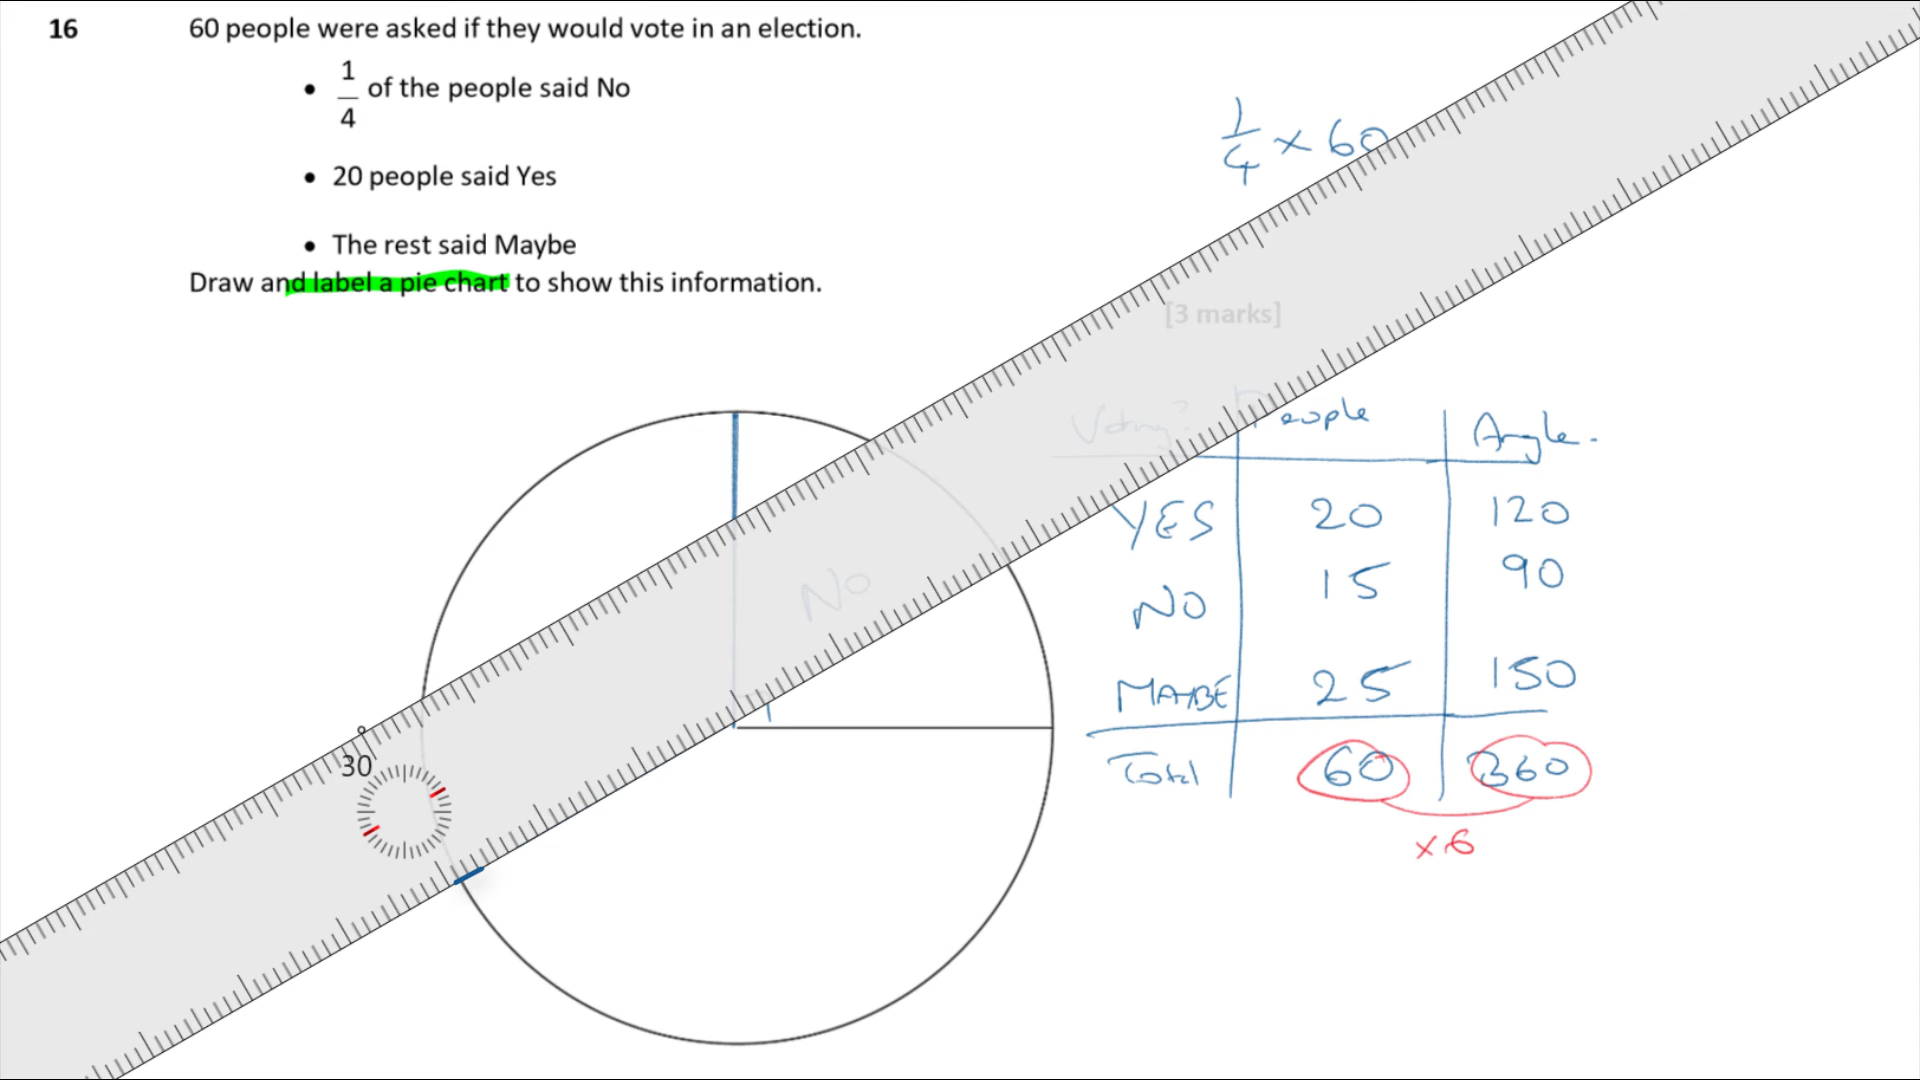 16 60 people were asked if they would vote in an election.
• 1/4 of the people said No
1/4 × 60
• 20 people said Yes
• The rest said Maybe
Draw and label a pie chart to show this information.
[3 marks]
Voting? People Angle.
YES 20 120
NO 15 90
MAYBE 25 150
Total 60 360
×6
No
30°